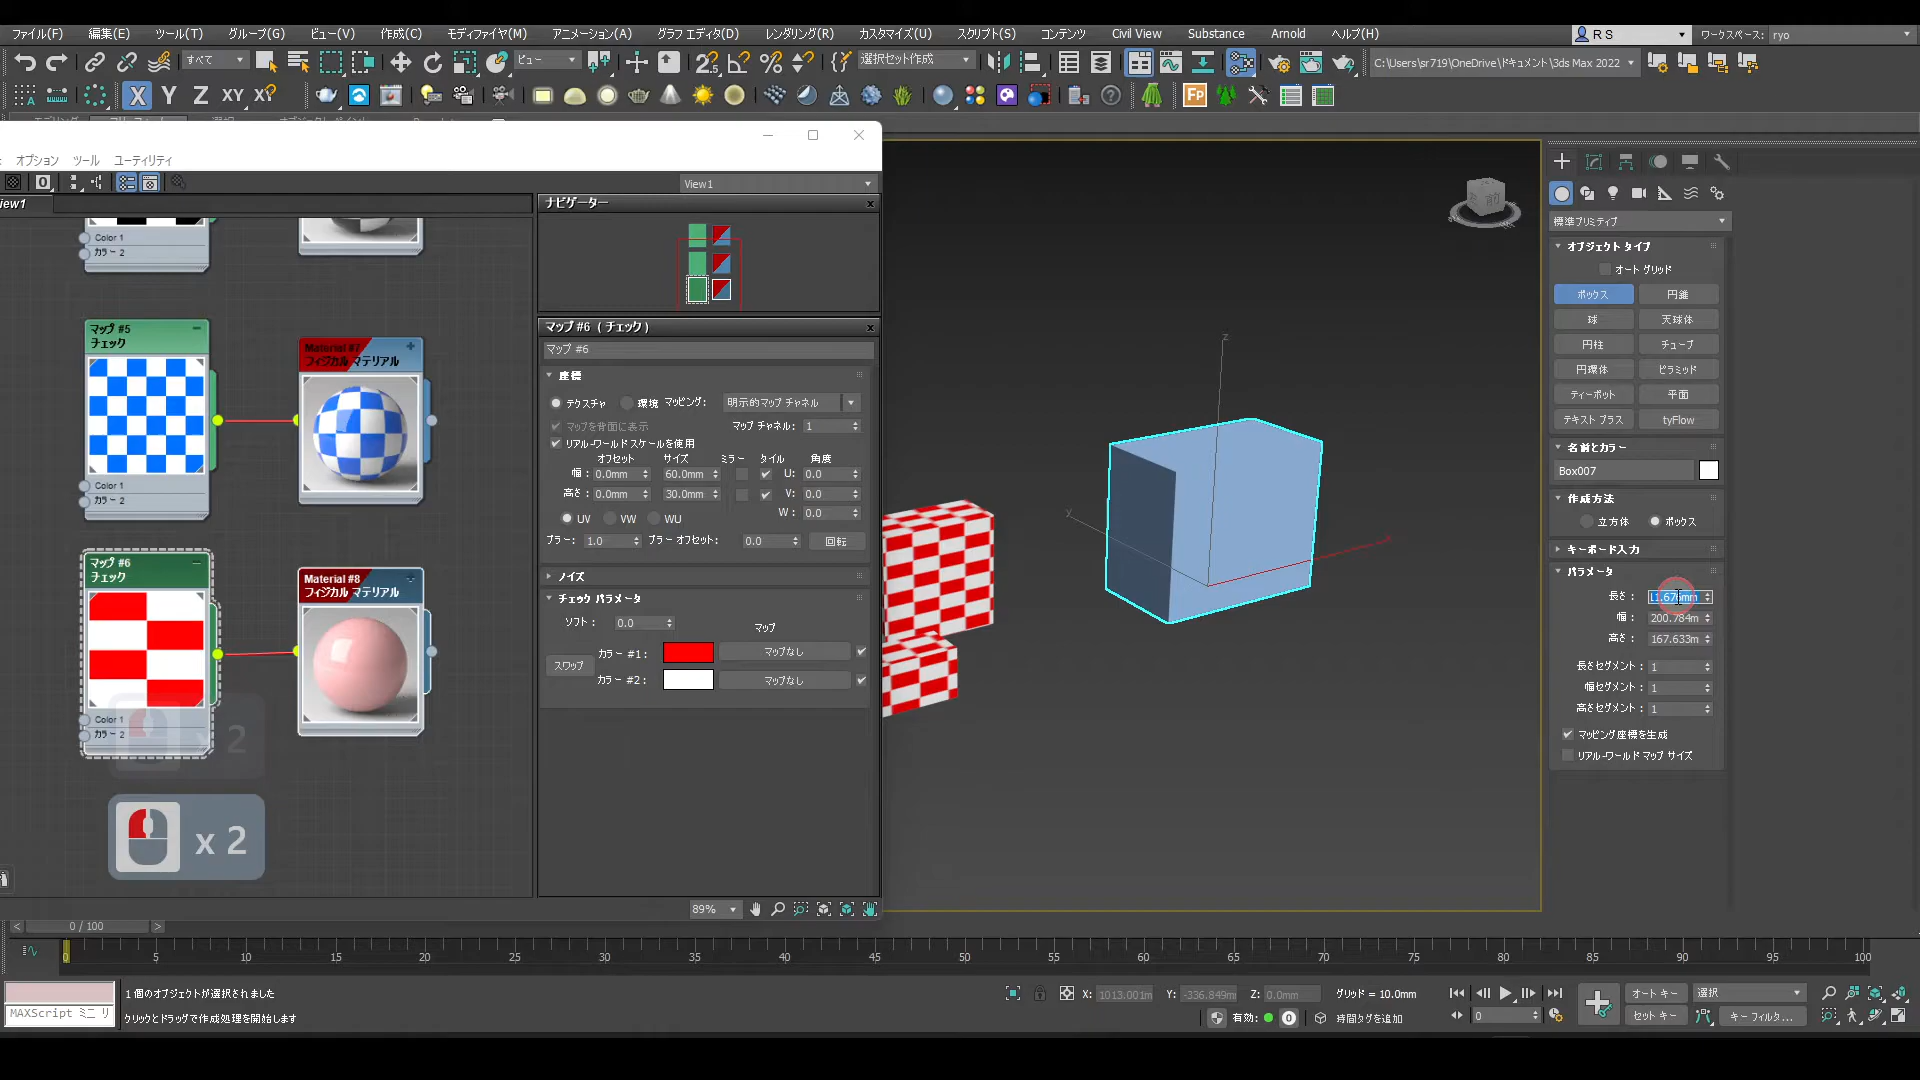 ファイル(F) 編集(E) ツール(T) グループ(G) ビュー(V) 作成(C) モディファイヤ(M) アニメーション(A) グラフ エディタ(D) レンダリング(R) カスタマイズ(U) スクリプト(S) コンテンツ Civil View Substance Arnold ヘルプ(H)
R S ワークスペース: ryo
すべて ビュー 選択セット作成 C:\Users\sr719\OneDrive\ドキュメント\3ds Max 2022
X Y Z XY
オプション ツール ユーティリティ
View1
iew1
ナビゲーター
Color 1
カラー 2
マップ #5
チェック
Material #7
フィジカル マテリアル
Color 1
カラー 2
マップ #6
チェック
Material #8
フィジカル マテリアル
Color 1
カラー 2
x 2
x 2
マップ #6 ( チェック )
マップ #6
座標
テクスチャ 環境 マッピング: 明示的マップ チャネル
マップを背面に表示 マップ チャネル: 1
リアル-ワールド スケールを使用
オフセット サイズ ミラー タイル 角度
幅: 0.0mm 60.0mm U: 0.0
高さ: 0.0mm 30.0mm V: 0.0
W: 0.0
UV VW WU
ブラー: 1.0 ブラー オフセット: 0.0 回転
ノイズ
チェック パラメータ
ソフト: 0.0 マップ
スワップ
カラー #1: マップなし
カラー #2: マップなし
89%
z
y
標準プリミティブ
オブジェクト タイプ
オート グリッド
ボックス 円錐
球 天球体
円柱 チューブ
円環体 ピラミッド
ティーポット 平面
テキスト プラス tyFlow
名前とカラー
Box007
作成方法
立方体 ボックス
キーボード入力
パラメータ
長さ: 11.676mm
幅: 200.784m
高さ: 167.633m
長さセグメント: 1
幅セグメント: 1
高さセグメント: 1
マッピング座標を生成
リアル-ワールド マップ サイズ
< 0 / 100 >
0 5 10 15 20 25 30 35 40 45 50 55 60 65 70 75 80 85 90 95 100
MAXScript ミニ リ
1 個のオブジェクトが選択されました
クリックとドラッグで作成処理を開始します
X: 1013.001m Y: -336.849m Z: 0.0mm グリッド = 10.0mm
有効: 時間タグを追加
0
オート キー 選択
セット キー キー フィルタ...